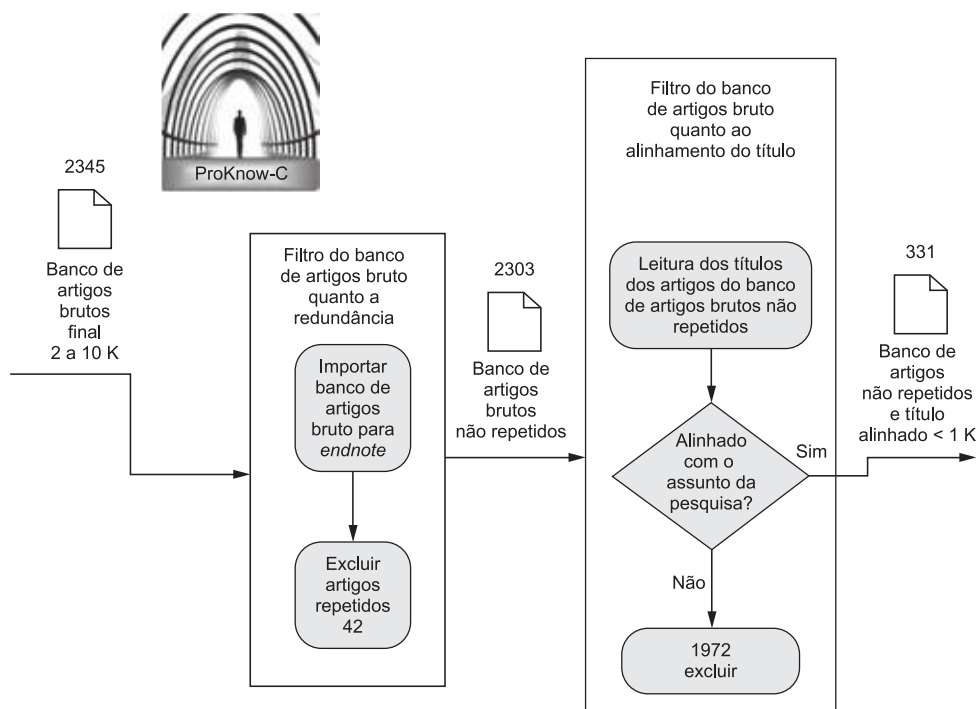 ProKnow-C
2345
Banco de
artigos
brutos
final
2 a 10 K
Filtro do banco
de artigos bruto
quanto a
redundância
Importar
banco de
artigos
bruto para
endnote
Excluir
artigos
repetidos
42
2303
Banco de
artigos
brutos
não repetidos
Filtro do banco
de artigos bruto
quanto ao
alinhamento do título
Leitura dos títulos
dos artigos do banco
de artigos brutos não
repetidos
Alinhado
com o
assunto da
pesquisa?
Sim
Não
1972
excluir
331
Banco de
artigos
não repetidos
e título
alinhado < 1 K